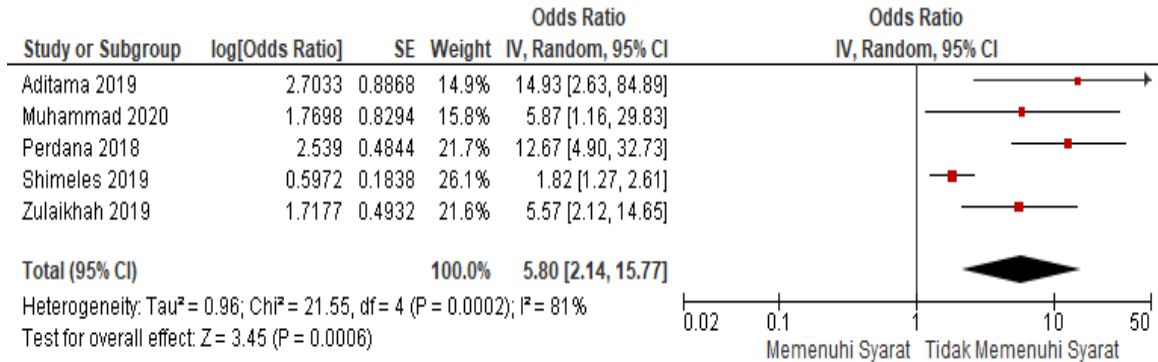 Odds Ratio Odds Ratio
Study or Subgroup log[Odds Ratio] SE Weight IV, Random, 95% CI IV, Random, 95% CI
Aditama 2019 2.7033 0.8868 14.9% 14.93 [2.63, 84.89]
Muhammad 2020 1.7698 0.8294 15.8% 5.87 [1.16, 29.83]
Perdana 2018 2.539 0.4844 21.7% 12.67 [4.90, 32.73]
Shimeles 2019 0.5972 0.1838 26.1% 1.82 [1.27, 2.61]
Zulaikhah 2019 1.7177 0.4932 21.6% 5.57 [2.12, 14.65]
Total (95% CI) 100.0% 5.80 [2.14, 15.77]
Heterogeneity: Tau² = 0.96; Chi² = 21.55, df = 4 (P = 0.0002); I² = 81%
Test for overall effect: Z = 3.45 (P = 0.0006)
0.02 0.1 1 10 50
Memenuhi Syarat Tidak Memenuhi Syarat